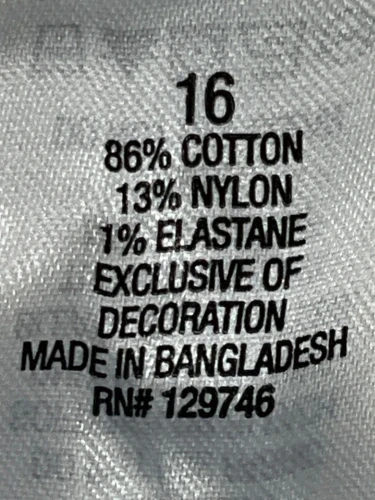 16
86% COTTON
13% NYLON
1% ELASTANE
EXCLUSIVE OF
DECORATION
MADE IN BANGLADESH
RN# 129746